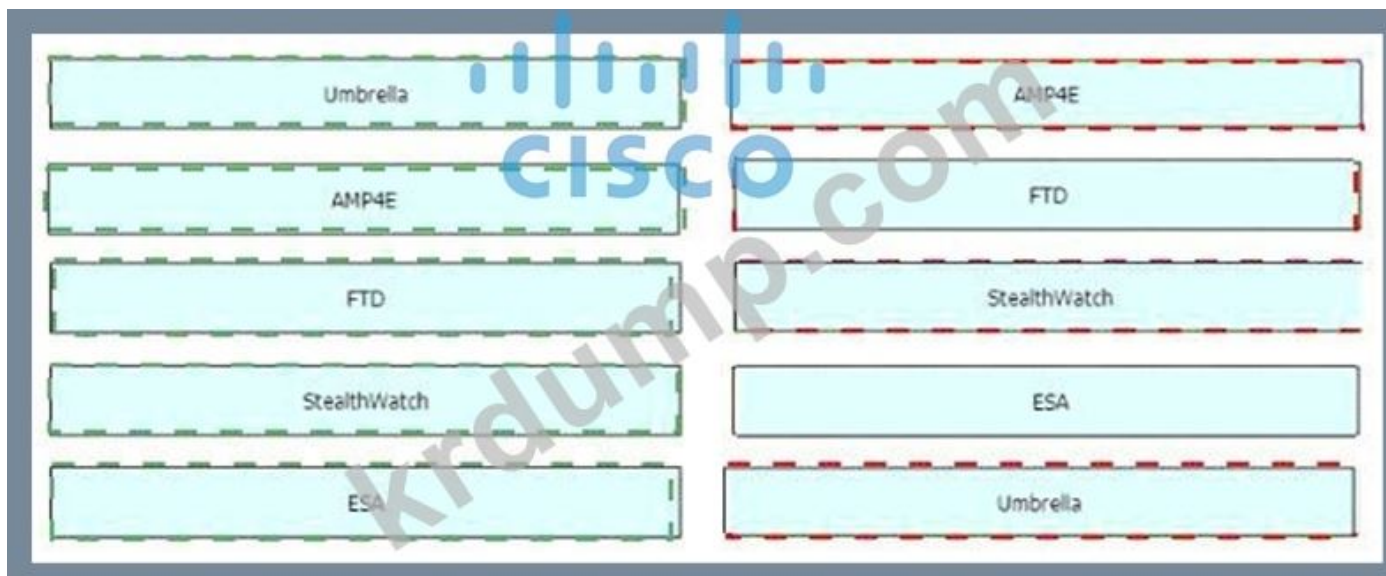 Umbrella
AMP4E
FTD
StealthWatch
ESA
CISCO
AMP4E
FTD
StealthWatch
ESA
Umbrella
krdump.com